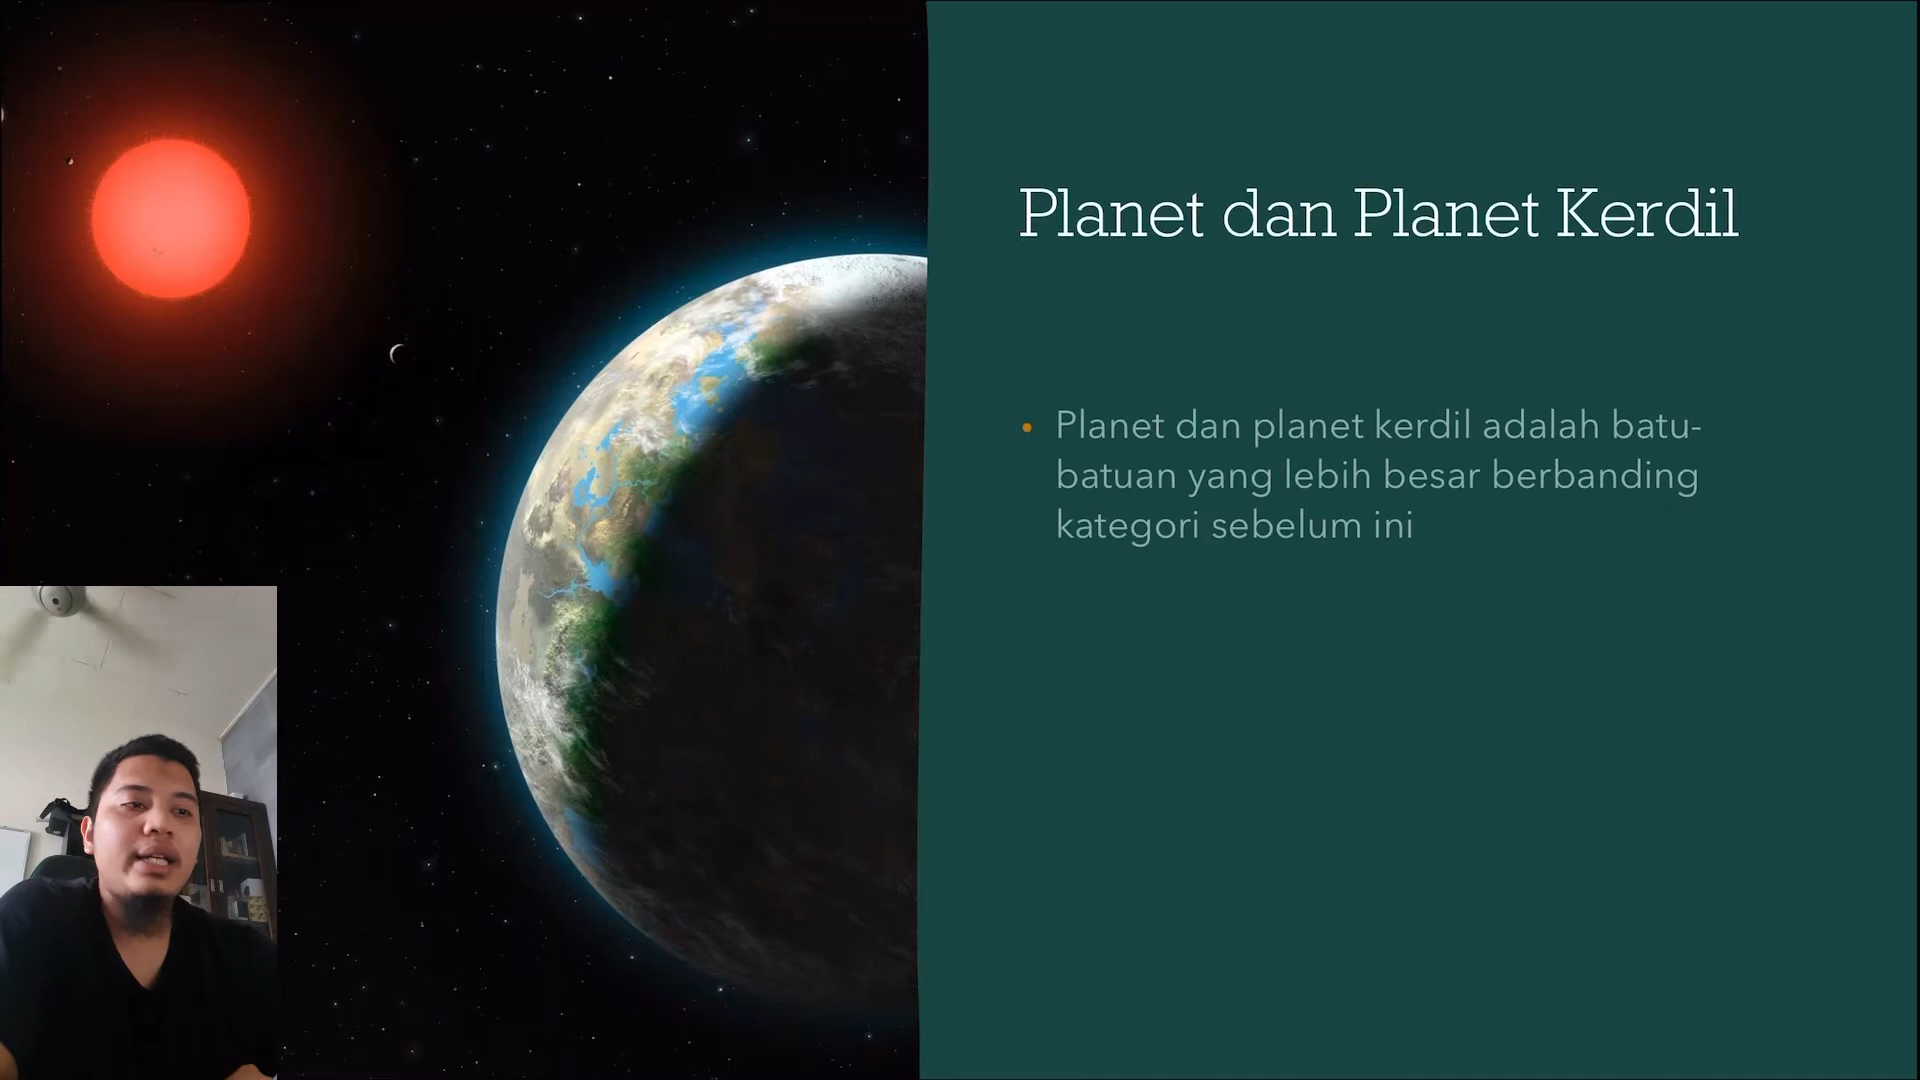 Planet dan Planet Kerdil
• Planet dan planet kerdil adalah batu-
batuan yang lebih besar berbanding
kategori sebelum ini